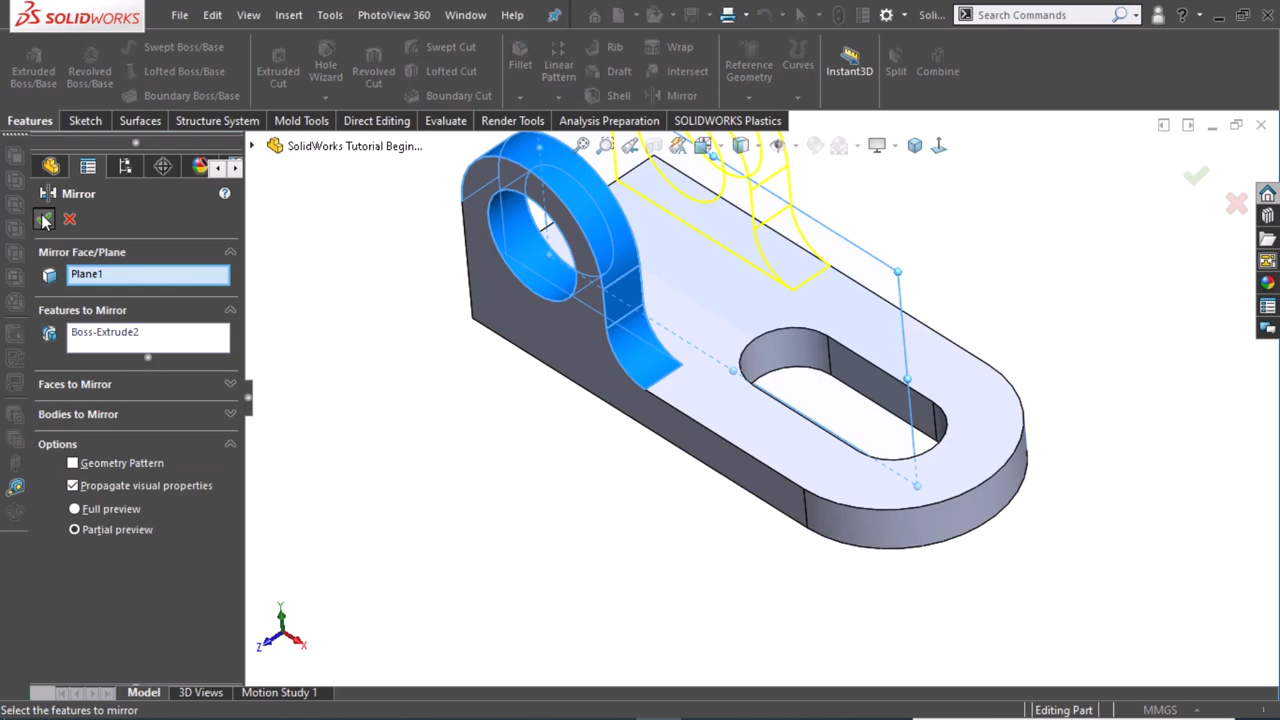 SOLIDWORKS File Edit View Insert Tools PhotoView 360 Window Help Soli... Search Commands
Extruded Boss/Base
Revolved Boss/Base
Swept Boss/Base
Lofted Boss/Base
Boundary Boss/Base
Extruded Cut
Hole Wizard
Revolved Cut
Swept Cut
Lofted Cut
Boundary Cut
Fillet
Linear Pattern
Rib
Draft
Shell
Wrap
Intersect
Mirror
Reference Geometry
Curves
Instant3D
Split
Combine
Features Sketch Surfaces Structure System Mold Tools Direct Editing Evaluate Render Tools Analysis Preparation SOLIDWORKS Plastics
SolidWorks Tutorial Begin...
Mirror
Mirror Face/Plane
Plane1
Features to Mirror
Boss-Extrude2
Faces to Mirror
Bodies to Mirror
Options
Geometry Pattern
Propagate visual properties
Full preview
Partial preview
Y
Z X
Model 3D Views Motion Study 1
Select the features to mirror Editing Part MMGS